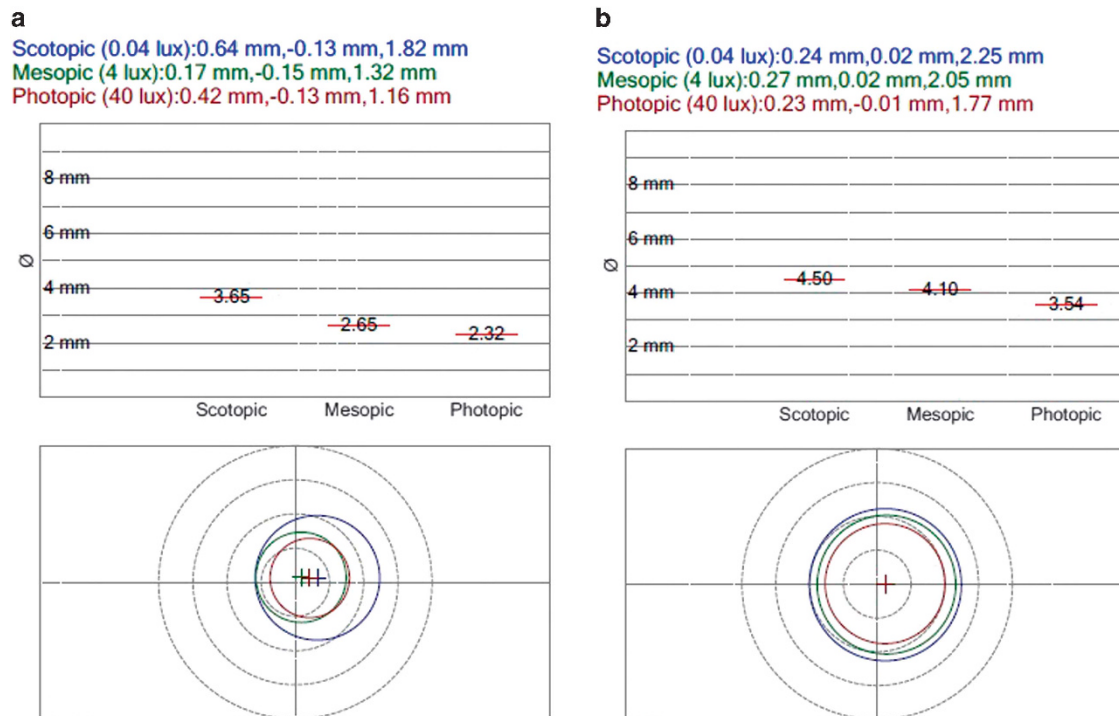 a
Scotopic (0.04 lux):0.64 mm,-0.13 mm,1.82 mm
Mesopic (4 lux):0.17 mm,-0.15 mm,1.32 mm
Photopic (40 lux):0.42 mm,-0.13 mm,1.16 mm
8 mm
6 mm
Ø
4 mm
3.65
2.65
2.32
2 mm
Scotopic Mesopic Photopic
b
Scotopic (0.04 lux):0.24 mm,0.02 mm,2.25 mm
Mesopic (4 lux):0.27 mm,0.02 mm,2.05 mm
Photopic (40 lux):0.23 mm,-0.01 mm,1.77 mm
8 mm
6 mm
Ø
4.50
4 mm
4.10
3.54
2 mm
Scotopic Mesopic Photopic